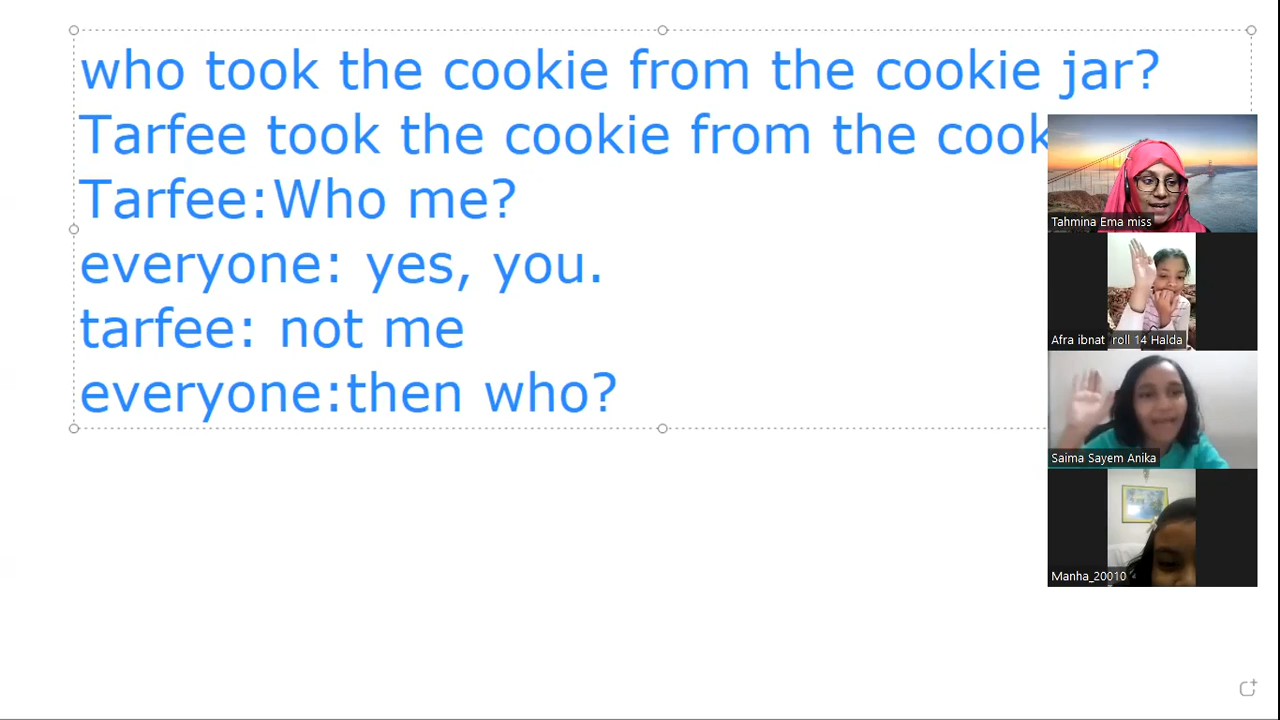 who took the cookie from the cookie jar?
Tarfee took the cookie from the cook
Tarfee:Who me?
everyone: yes, you.
tarfee: not me
everyone:then who?
Tahmina Ema miss
Afra ibnat roll 14 Halda
Saima Sayem Anika
Manha_20010